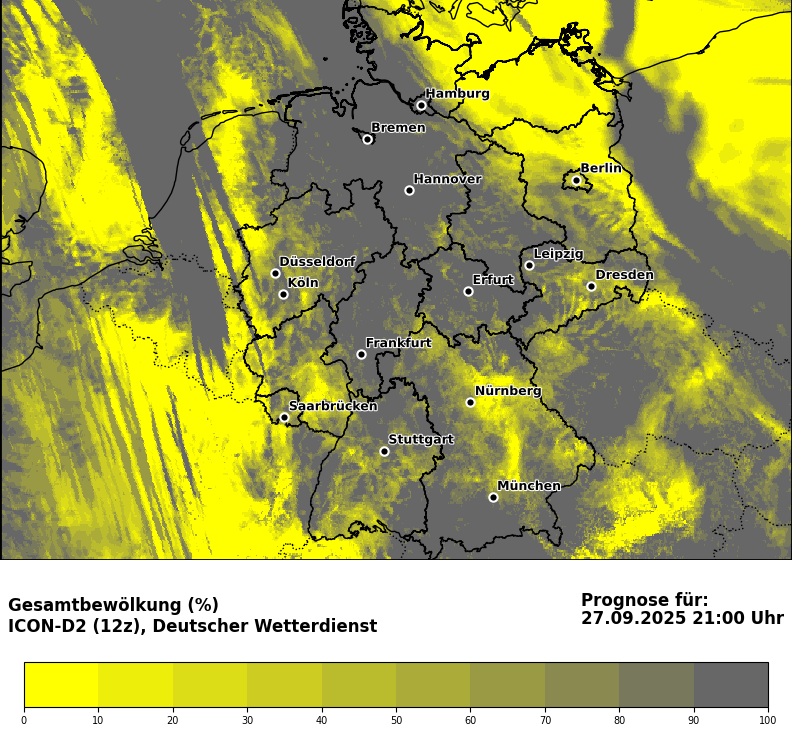 Hamburg
Bremen
Berlin
Hannover
Leipzig
Düsseldorf
Dresden
Köln
Erfurt
Frankfurt
Nürnberg
Saarbrücken
Stuttgart
München
Gesamtbewölkung (%)
ICON-D2 (12z), Deutscher Wetterdienst
Prognose für:
27.09.2025 21:00 Uhr
0 10 20 30 40 50 60 70 80 90 100